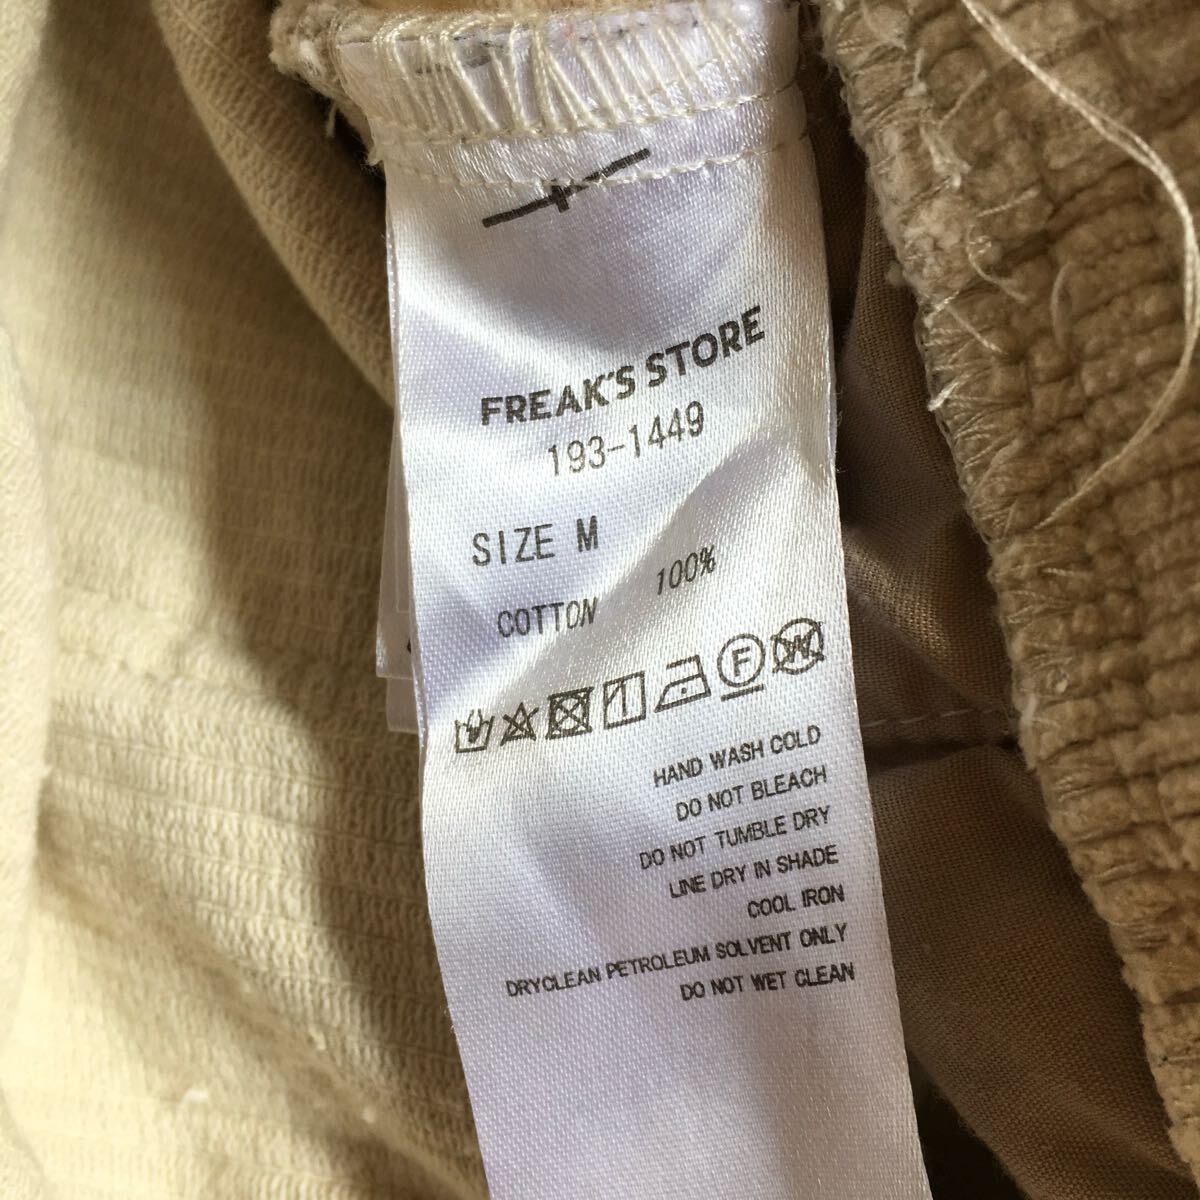 FREAK'S STORE
193-1449
SIZE M
COTTON 100%
F W
HAND WASH COLD
DO NOT BLEACH
DO NOT TUMBLE DRY
LINE DRY IN SHADE
COOL IRON
DRYCLEAN PETROLEUM SOLVENT ONLY
DO NOT WET CLEAN